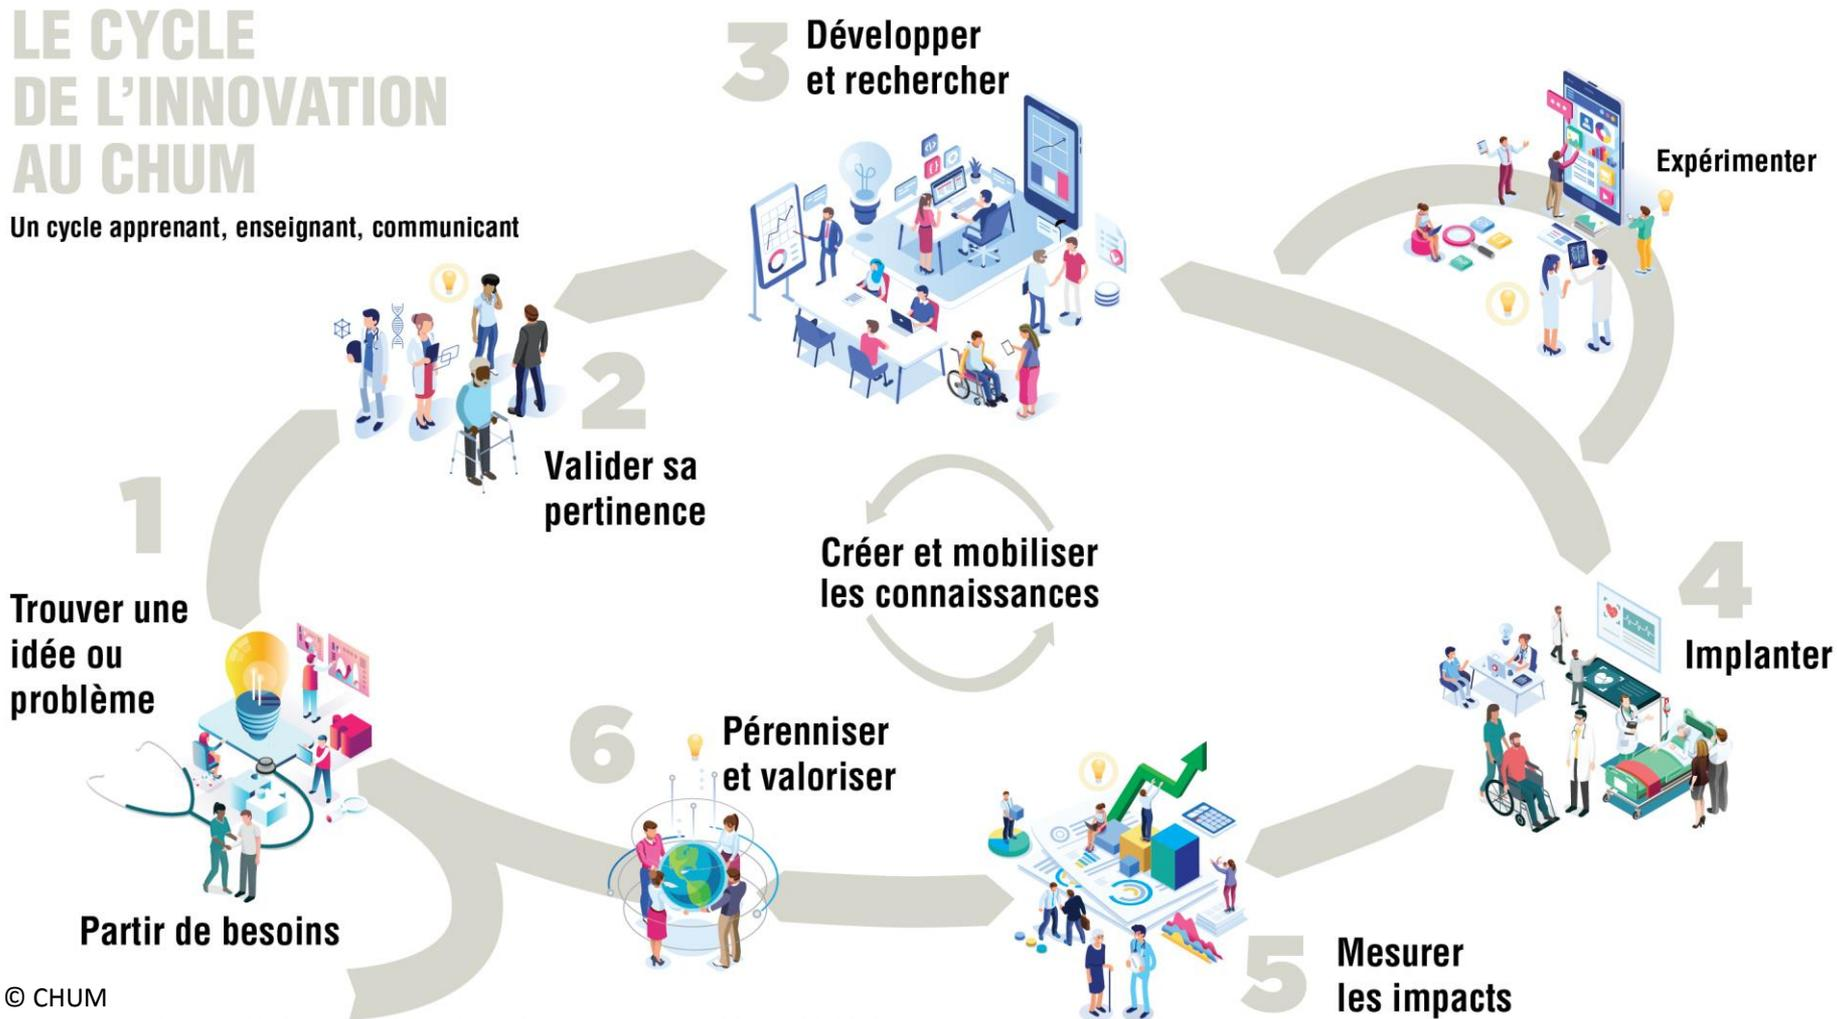 LE CYCLE
DE L'INNOVATION
AU CHUM
Un cycle apprenant, enseignant, communicant
1
Trouver une
idée ou
problème
Partir de besoins
2
Valider sa
pertinence
3
Développer
et rechercher
Expérimenter
4
Implanter
5
Mesurer
les impacts
6
Pérenniser
et valoriser
Créer et mobiliser
les connaissances
© CHUM